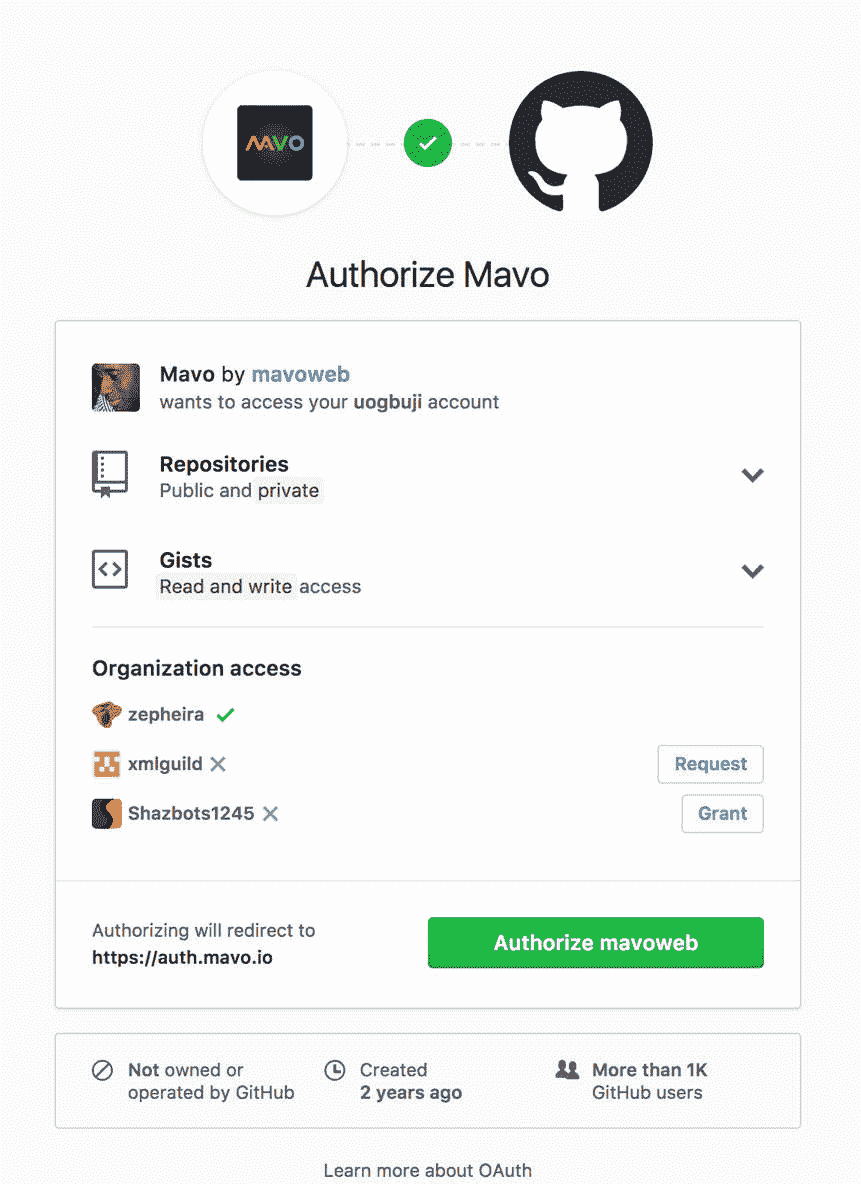 MAVO
Authorize Mavo
Mavo by mavoweb
wants to access your uogbuji account
Repositories
Public and private
Gists
Read and write access
Organization access
zepheira
xmlguild
Request
Shazbots1245
Grant
Authorizing will redirect to
https://auth.mavo.io
Authorize mavoweb
Not owned or
operated by GitHub
Created
2 years ago
More than 1K
GitHub users
Learn more about OAuth